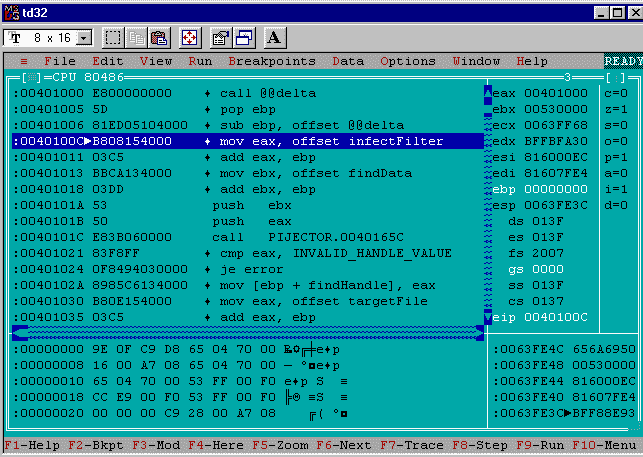 td32
8 x 16
File Edit View Run Breakpoints Data Options Window Help READY
CPU 80486 3
:00401000 E800000000 call @@delta eax 00401000 c=0
:00401005 5D pop ebp ebx 00530000 z=1
:00401006 81ED05104000 sub ebp, offset @@delta ecx 0063FF68 s=0
:0040100C B808154000 mov eax, offset infectFilter edx BFFBFA30 o=0
:00401011 03C5 add eax, ebp esi 816000EC p=1
:00401013 BBCA134000 mov ebx, offset findData edi 81607FE4 a=0
:00401018 03DD add ebx, ebp ebp 00000000 i=1
:0040101A 53 push ebx esp 0063FE3C d=0
:0040101B 50 push eax ds 013F
:0040101C E83B060000 call PIJECTOR.0040165C es 013F
:00401021 83F8FF cmp eax, INVALID_HANDLE_VALUE fs 2007
:00401024 0F8494030000 je error gs 0000
:0040102A 8985C6134000 mov [ebp + findHandle], eax ss 013F
:00401030 B80E154000 mov eax, offset targetFile cs 0137
:00401035 03C5 add eax, ebp eip 0040100C
:00000000 9E 0F C9 D8 65 04 70 00 e♦p :0063FE4C 656A6950
:00000008 16 00 A7 08 65 04 70 00 e♦p :0063FE48 00530000
:00000010 65 04 70 00 53 FF 00 F0 e♦p S ≡ :0063FE44 816000EC
:00000018 CC E9 00 F0 53 FF 00 F0 ≡S ≡ :0063FE40 81607FE4
:00000020 00 00 00 C9 28 00 A7 08 ╔( º◘ :0063FE3C BFF88E93
F1-Help F2-Bkpt F3-Mod F4-Here F5-Zoom F6-Next F7-Trace F8-Step F9-Run F10-Menu